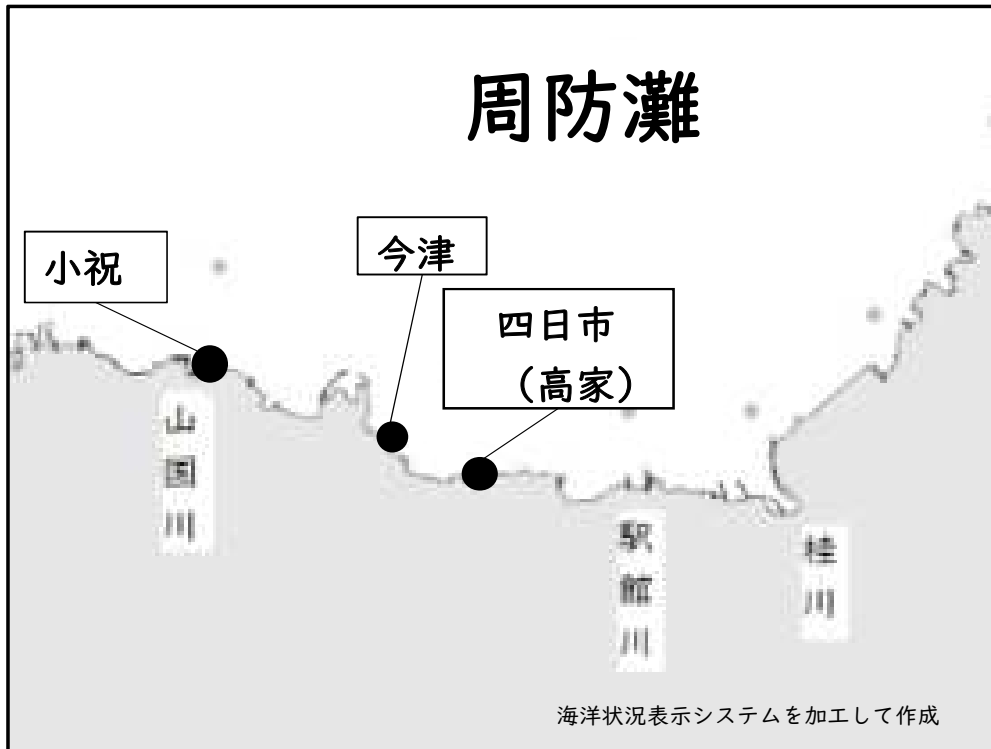 周防灘
小祝
今津
四日市
(高家)
山国川
駅館川
桂川
海洋状況表示システムを加工して作成